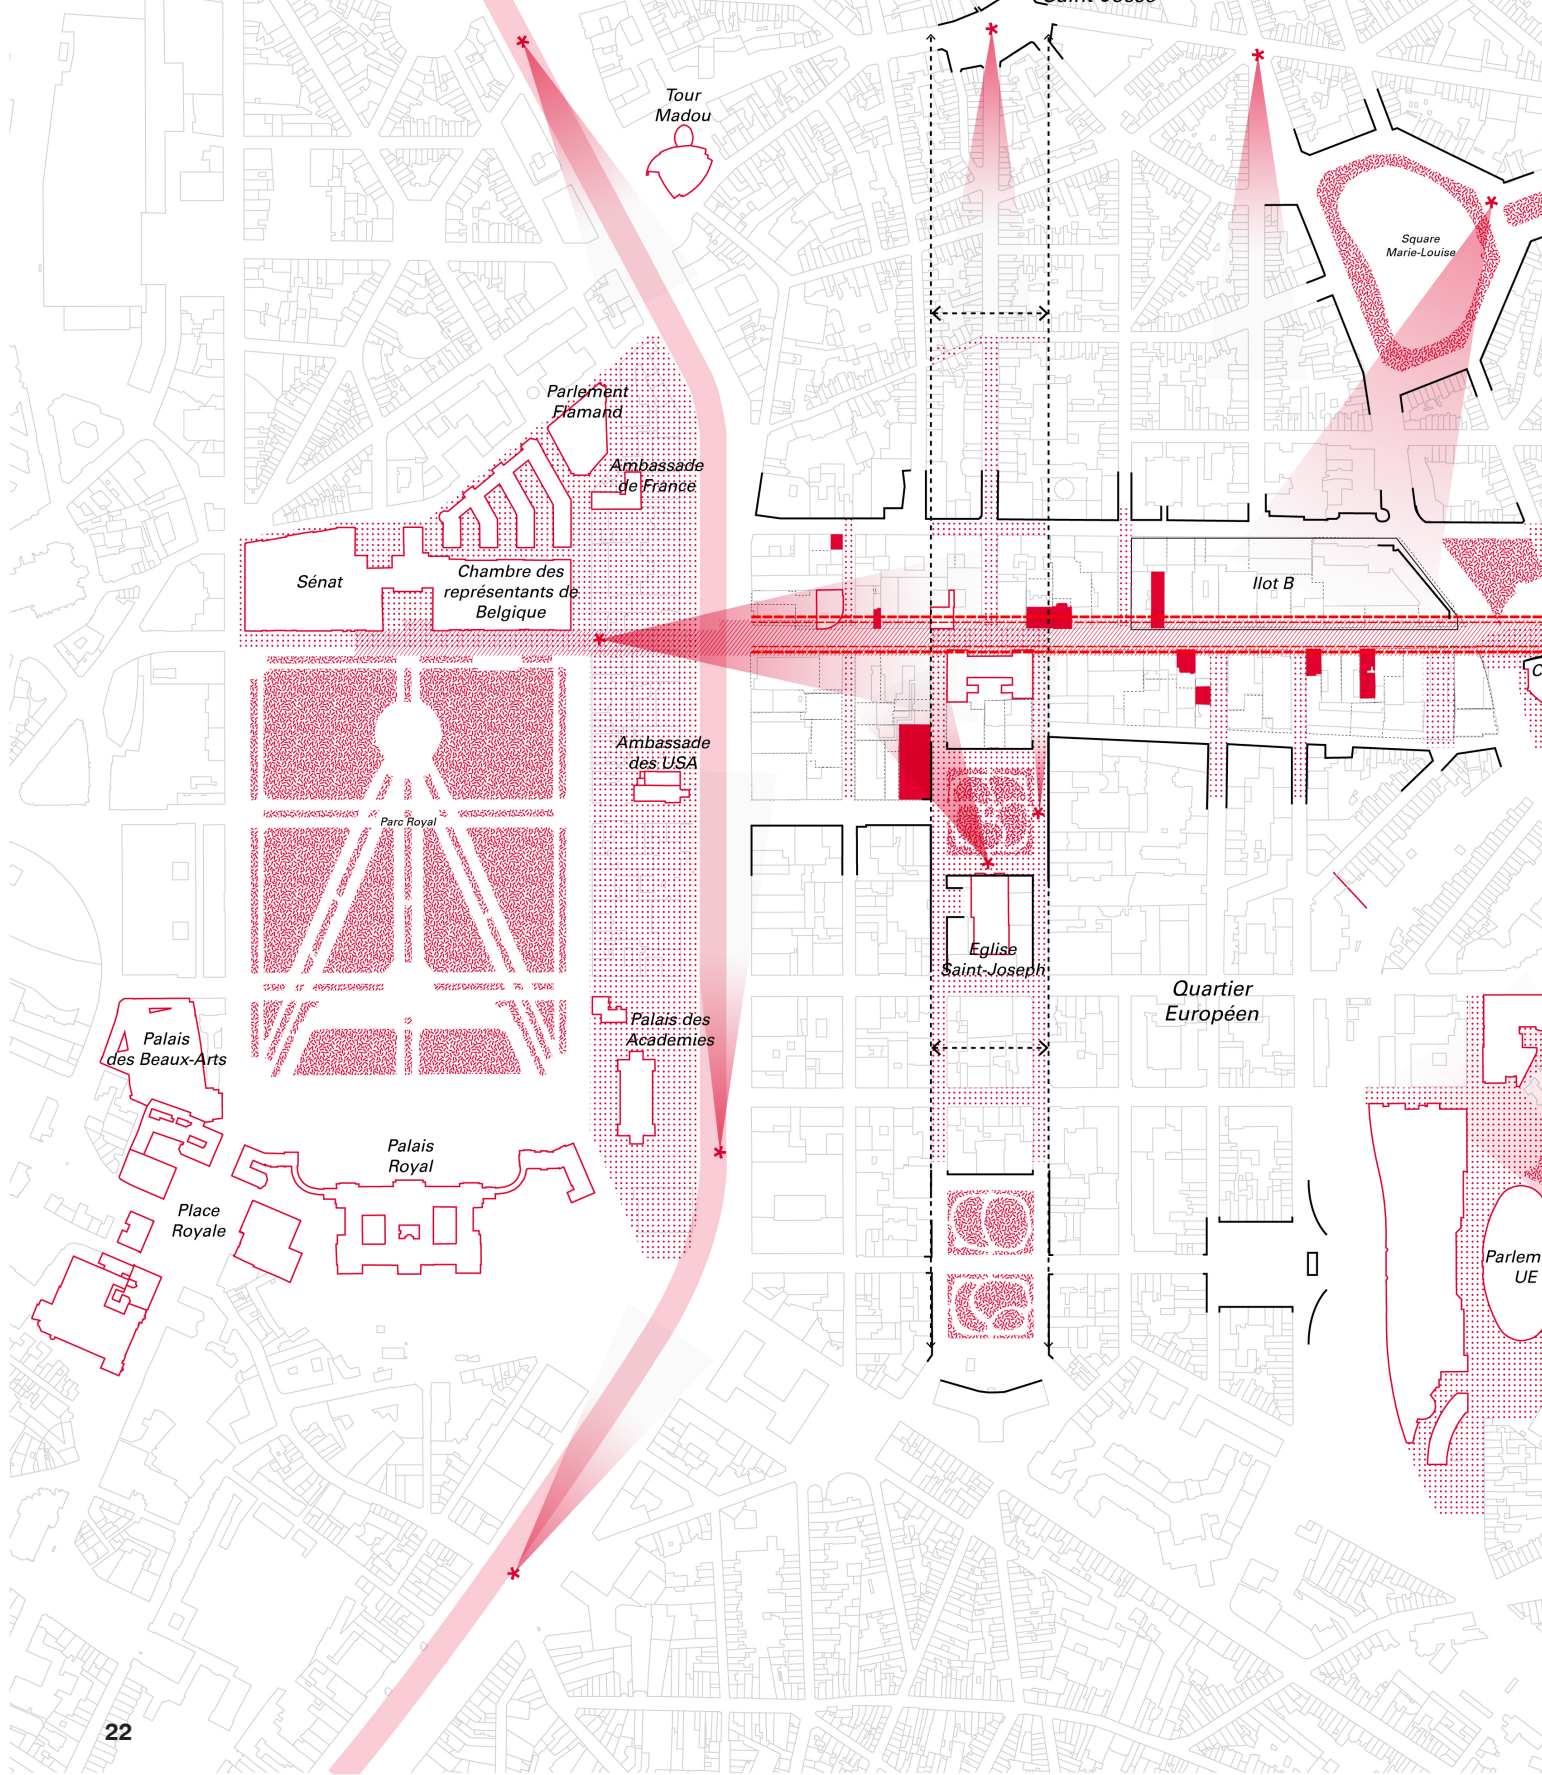 Tour
Madou
Square
Marie-Louise
Parlement
Flamand
Ambassade
de France
Sénat
Chambre des
représentants de
Belgique
Ilot B
C
Ambassade
des USA
Parc Royal
Eglise
Saint-Joseph
Quartier
Européen
Palais des
Academies
Palais
des Beaux-Arts
Palais
Royal
Place
Royale
Parlem
UE
22